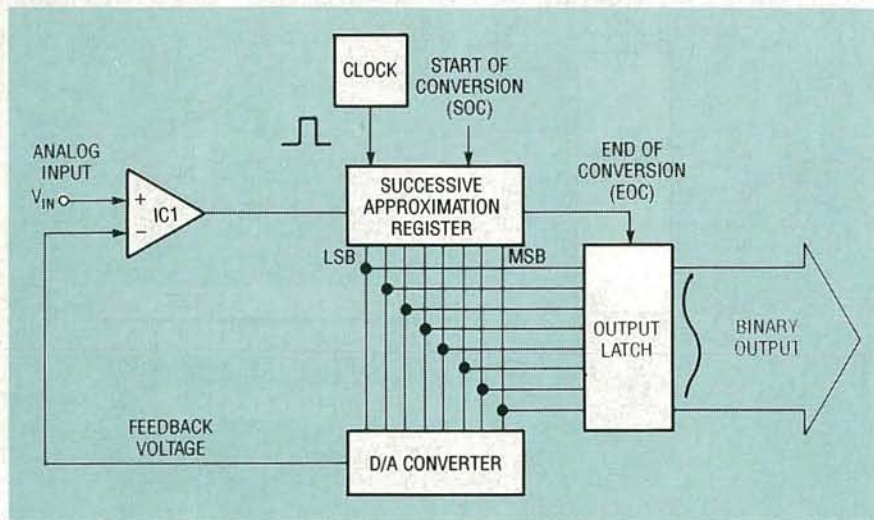 CLOCK
START OF
CONVERSION
(SOC)
ANALOG
INPUT
V_IN
+
IC1
−
SUCCESSIVE
APPROXIMATION
REGISTER
END OF
CONVERSION
(EOC)
LSB
MSB
OUTPUT
LATCH
BINARY
OUTPUT
FEEDBACK
VOLTAGE
D/A CONVERTER